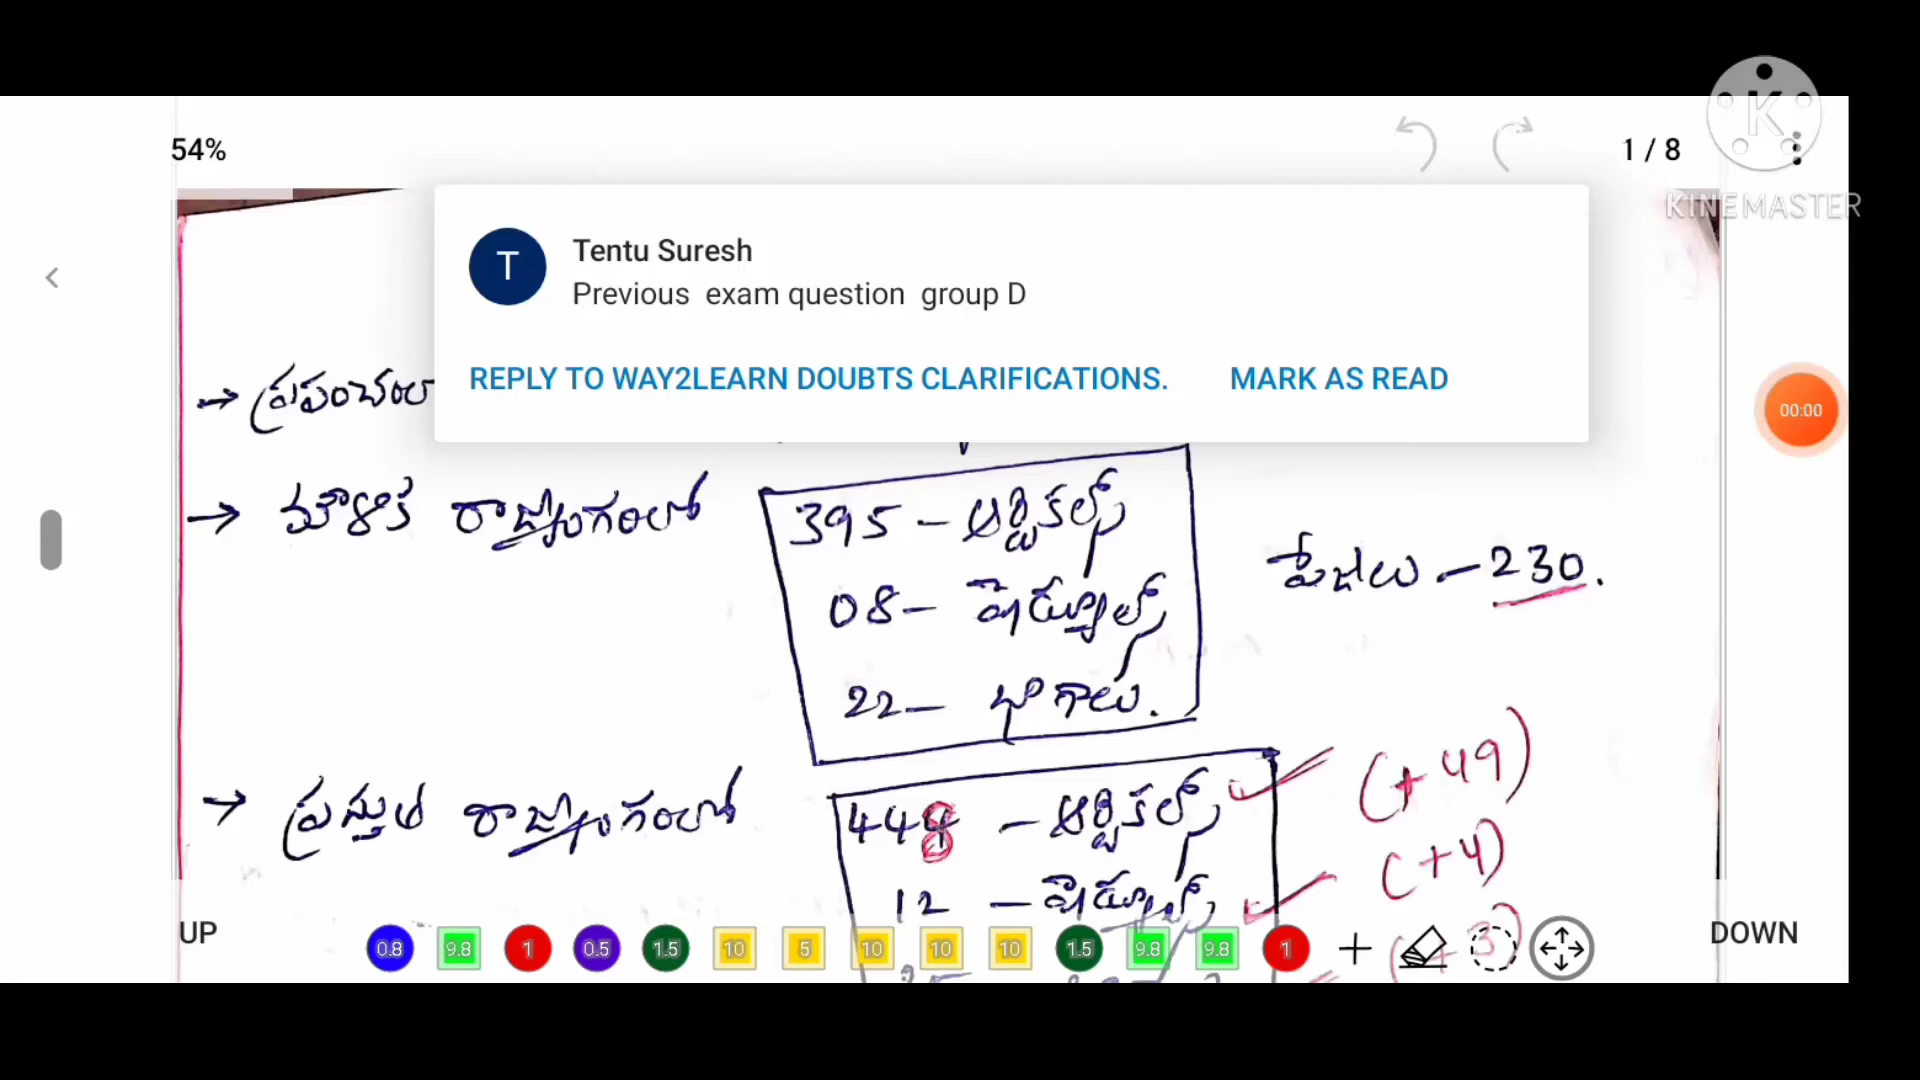 54%
1 / 8
KINEMASTER
T
Tentu Suresh
Previous exam question group D
REPLY TO WAY2LEARN DOUBTS CLARIFICATIONS.
MARK AS READ
00:00
→
→ మౌళిక రాజ్యాంగంలో
395 - ఆర్టికల్స్
08 - షెడ్యూల్స్
22 - భాగాలు.
పేజీలు - 230.
→ ప్రస్తుత రాజ్యాంగంలో
448 - ఆర్టికల్స్ (+49)
12 - షెడ్యూల్స్ (+4)
UP
0.8 9.8 1 0.5 1.5 10 5 10 10 10 1.5 9.8 9.8 1 +
DOWN